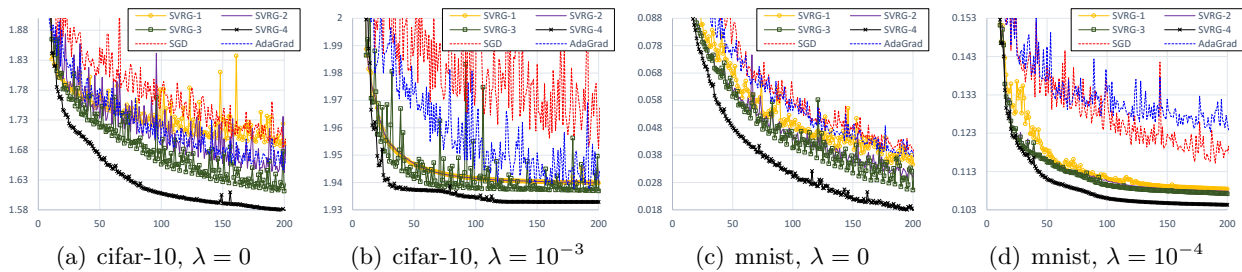 SVRG-1 SVRG-2
SVRG-3 SVRG-4
SGD AdaGrad
1.88
1.83
1.78
1.73
1.68
1.63
1.58
0 50 100 150 200
(a) cifar-10, λ = 0
SVRG-1 SVRG-2
SVRG-3 SVRG-4
SGD AdaGrad
2
1.99
1.98
1.97
1.96
1.95
1.94
1.93
0 50 100 150 200
(b) cifar-10, λ = 10⁻³
SVRG-1 SVRG-2
SVRG-3 SVRG-4
SGD AdaGrad
0.088
0.078
0.068
0.058
0.048
0.038
0.028
0.018
0 50 100 150 200
(c) mnist, λ = 0
SVRG-1 SVRG-2
SVRG-3 SVRG-4
SGD AdaGrad
0.153
0.143
0.133
0.123
0.113
0.103
0 50 100 150 200
(d) mnist, λ = 10⁻⁴